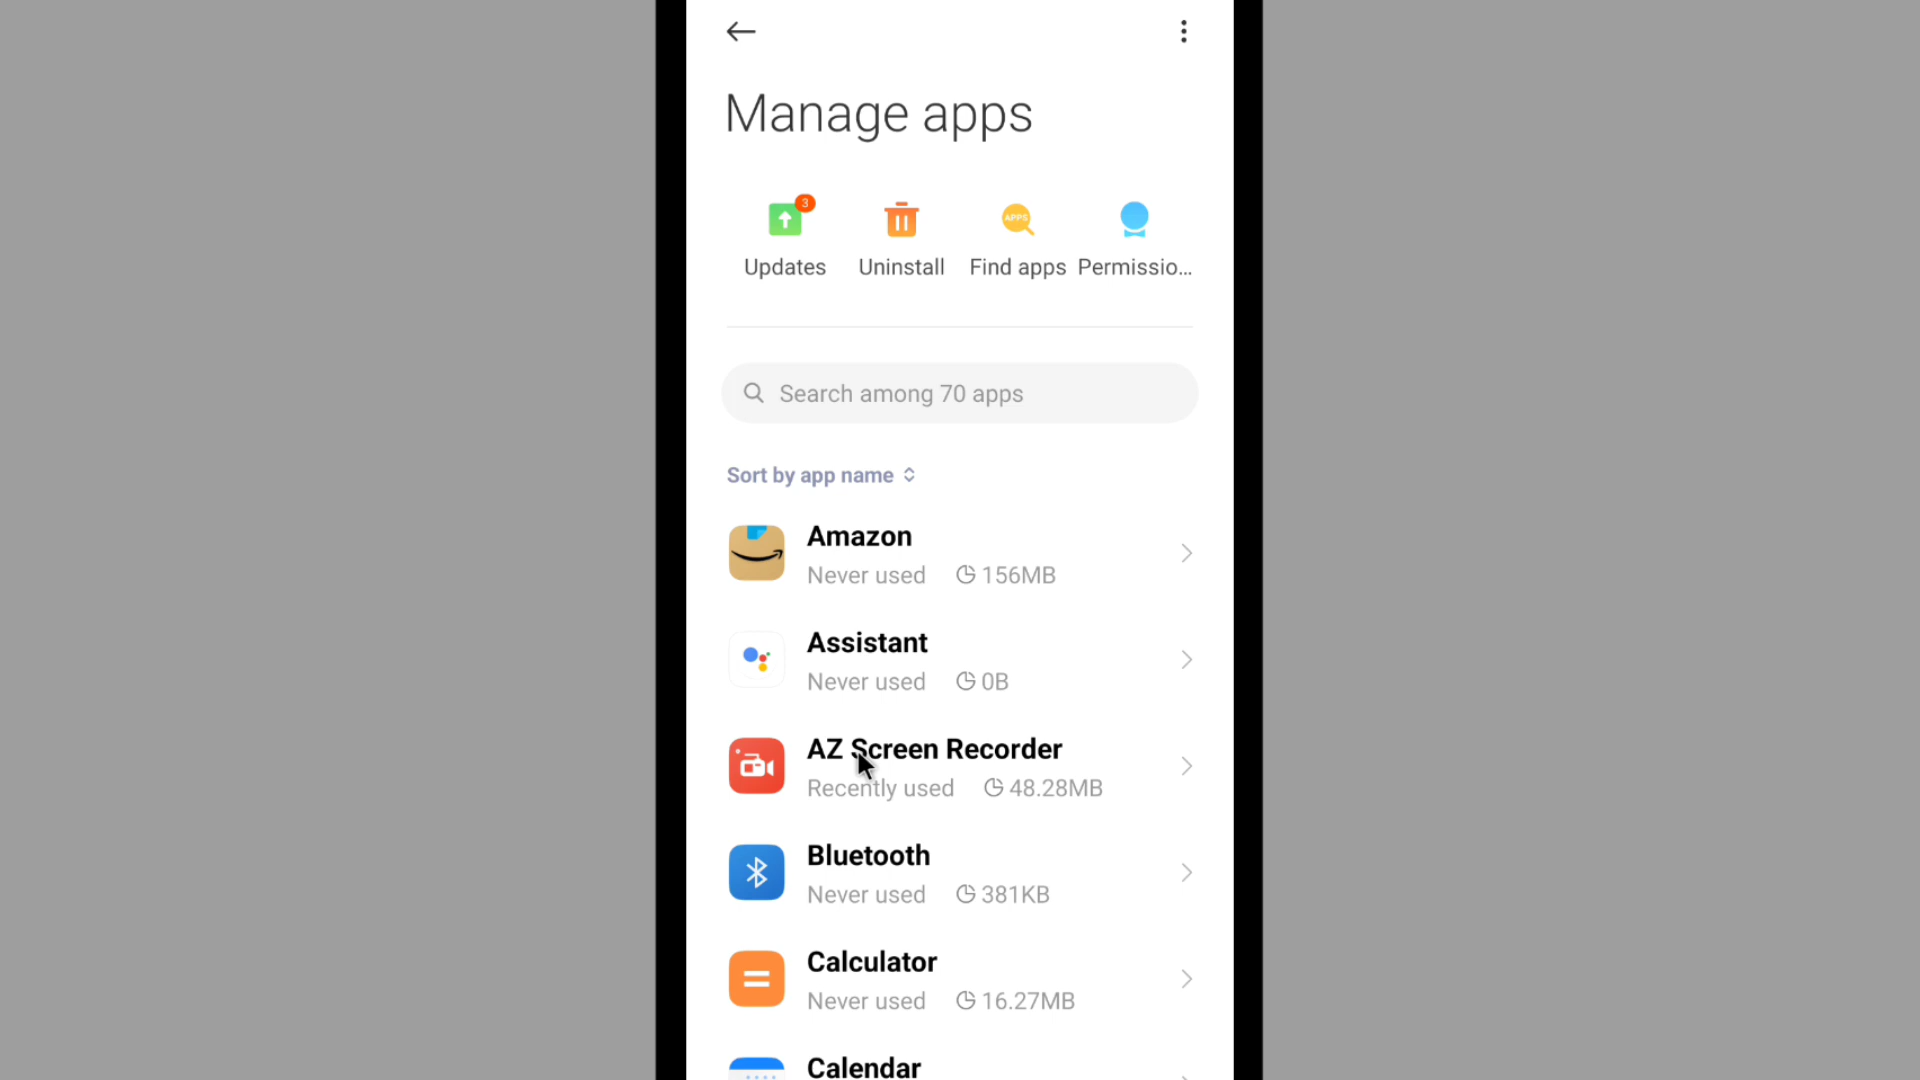 Manage apps
3
APPS
Updates Uninstall Find apps Permissio...
Search among 70 apps
Sort by app name
Amazon
Never used 156MB
Assistant
Never used 0B
AZ Screen Recorder
Recently used 48.28MB
Bluetooth
Never used 381KB
Calculator
Never used 16.27MB
Calendar